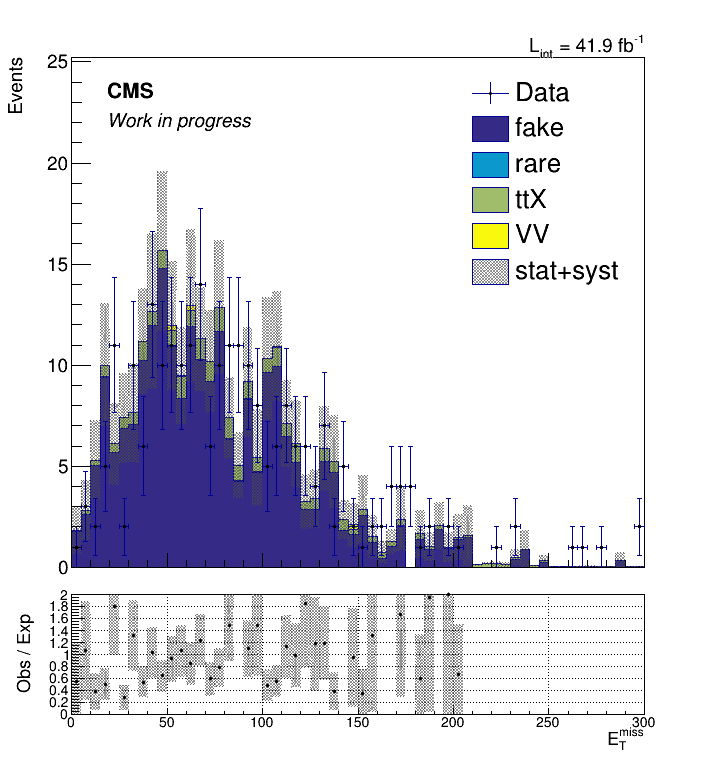 L_int = 41.9 fb^-1
Events
25
20
15
10
5
0
CMS
Work in progress
Data
fake
rare
ttX
VV
stat+syst
Obs / Exp
2
1.8
1.6
1.4
1.2
1
0.8
0.6
0.4
0.2
0
0 50 100 150 200 250 300
E_T^miss